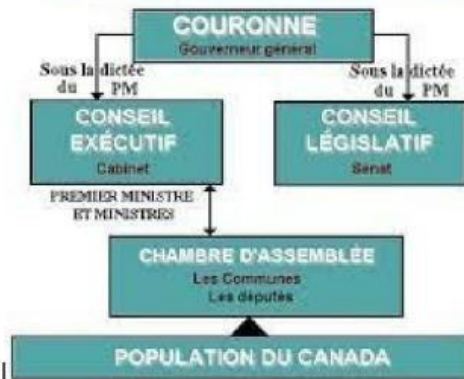 COURONNE
Gouverneur général
Sous la dictée
du PM
Sous la dictée
du PM
CONSEIL
EXÉCUTIF
Cabinet
CONSEIL
LÉGISLATIF
Sénat
PREMIER MINISTRE
ET MINISTRES
CHAMBRE D'ASSEMBLÉE
Les Communes
Les députés
POPULATION DU CANADA